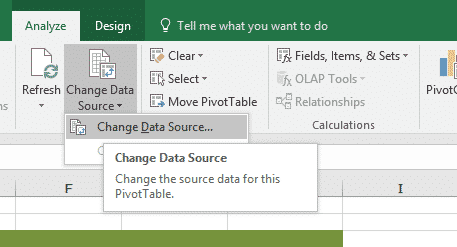 Analyze Design Tell me what you want to do
Refresh
Change Data Source
Clear
Select
Move PivotTable
Fields, Items, & Sets
OLAP Tools
Relationships
Calculations
Change Data Source...
Change Data Source
Change the source data for this
PivotTable.
F I